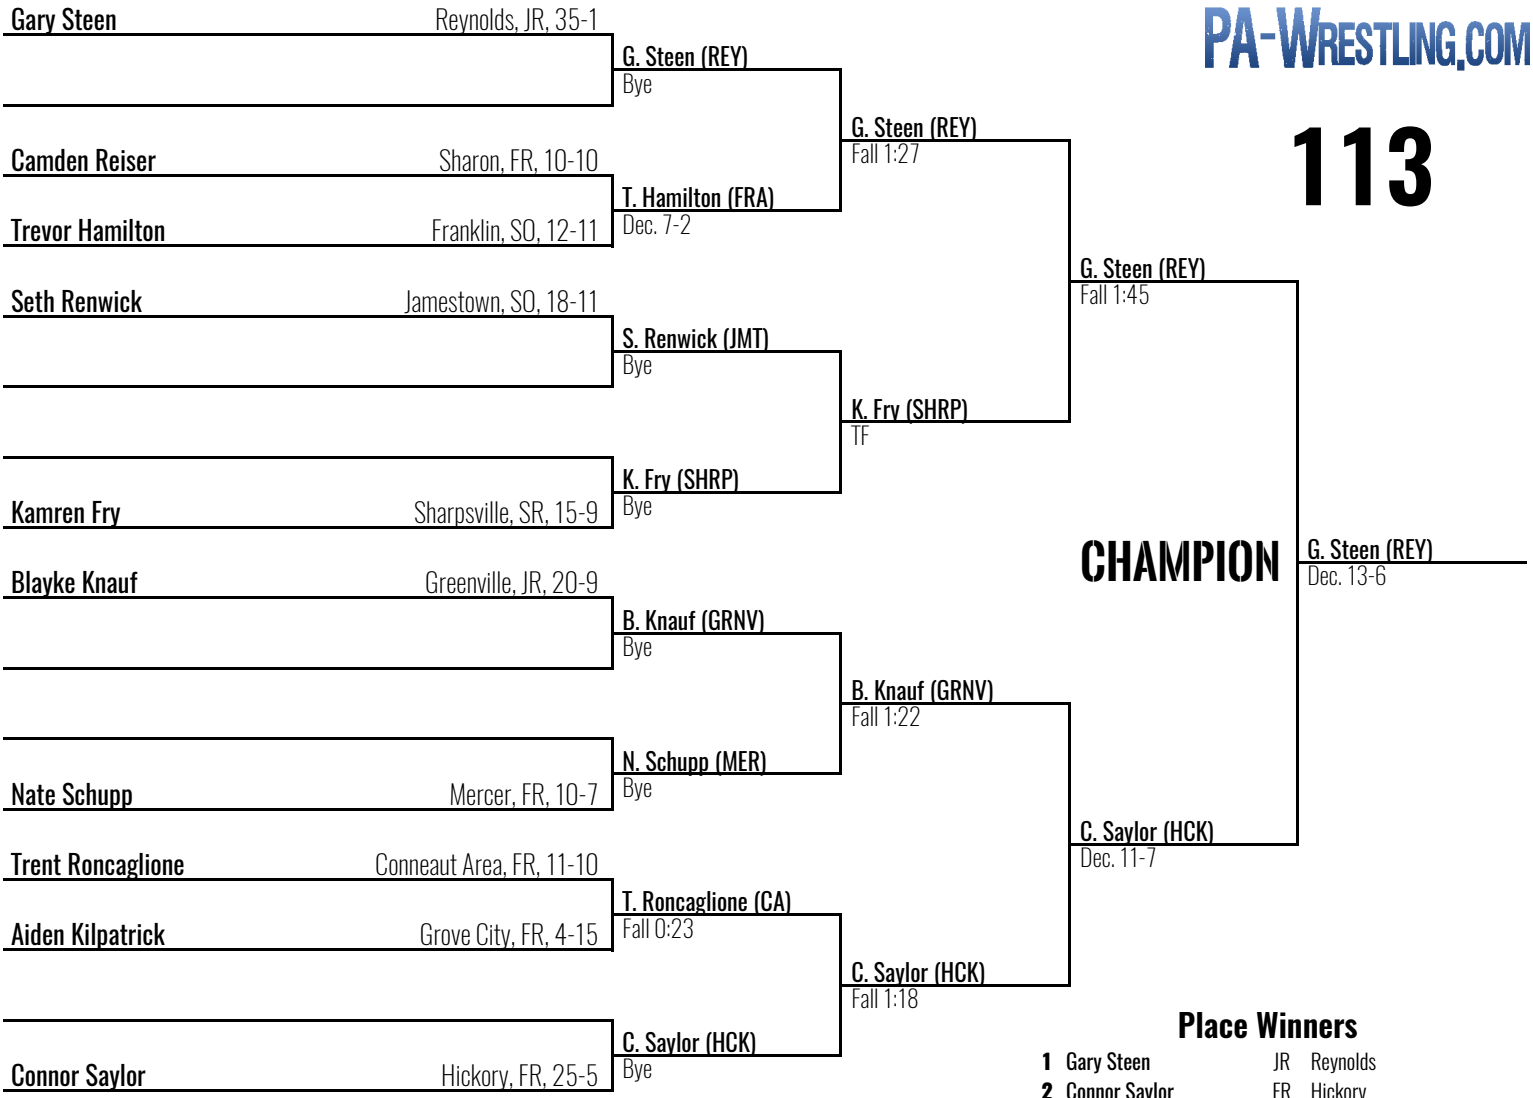 Gary Steen Reynolds, JR, 35-1
PA-WRESTLING.COM
G. Steen (REY)
Bye
113
G. Steen (REY)
Fall 1:27
Camden Reiser Sharon, FR, 10-10
T. Hamilton (FRA)
Dec. 7-2
Trevor Hamilton Franklin, SO, 12-11
G. Steen (REY)
Fall 1:45
Seth Renwick Jamestown, SO, 18-11
S. Renwick (JMT)
Bye
K. Fry (SHRP)
TF
K. Fry (SHRP)
Bye
Kamren Fry Sharpsville, SR, 15-9
CHAMPION
G. Steen (REY)
Dec. 13-6
Blayke Knauf Greenville, JR, 20-9
B. Knauf (GRNV)
Bye
B. Knauf (GRNV)
Fall 1:22
N. Schupp (MER)
Bye
Nate Schupp Mercer, FR, 10-7
C. Saylor (HCK)
Dec. 11-7
Trent Roncaglione Conneaut Area, FR, 11-10
T. Roncaglione (CA)
Fall 0:23
Aiden Kilpatrick Grove City, FR, 4-15
C. Saylor (HCK)
Fall 1:18
C. Saylor (HCK)
Bye
Connor Saylor Hickory, FR, 25-5
Place Winners
1 Gary Steen JR Reynolds
2 Connor Saylor FR Hickory